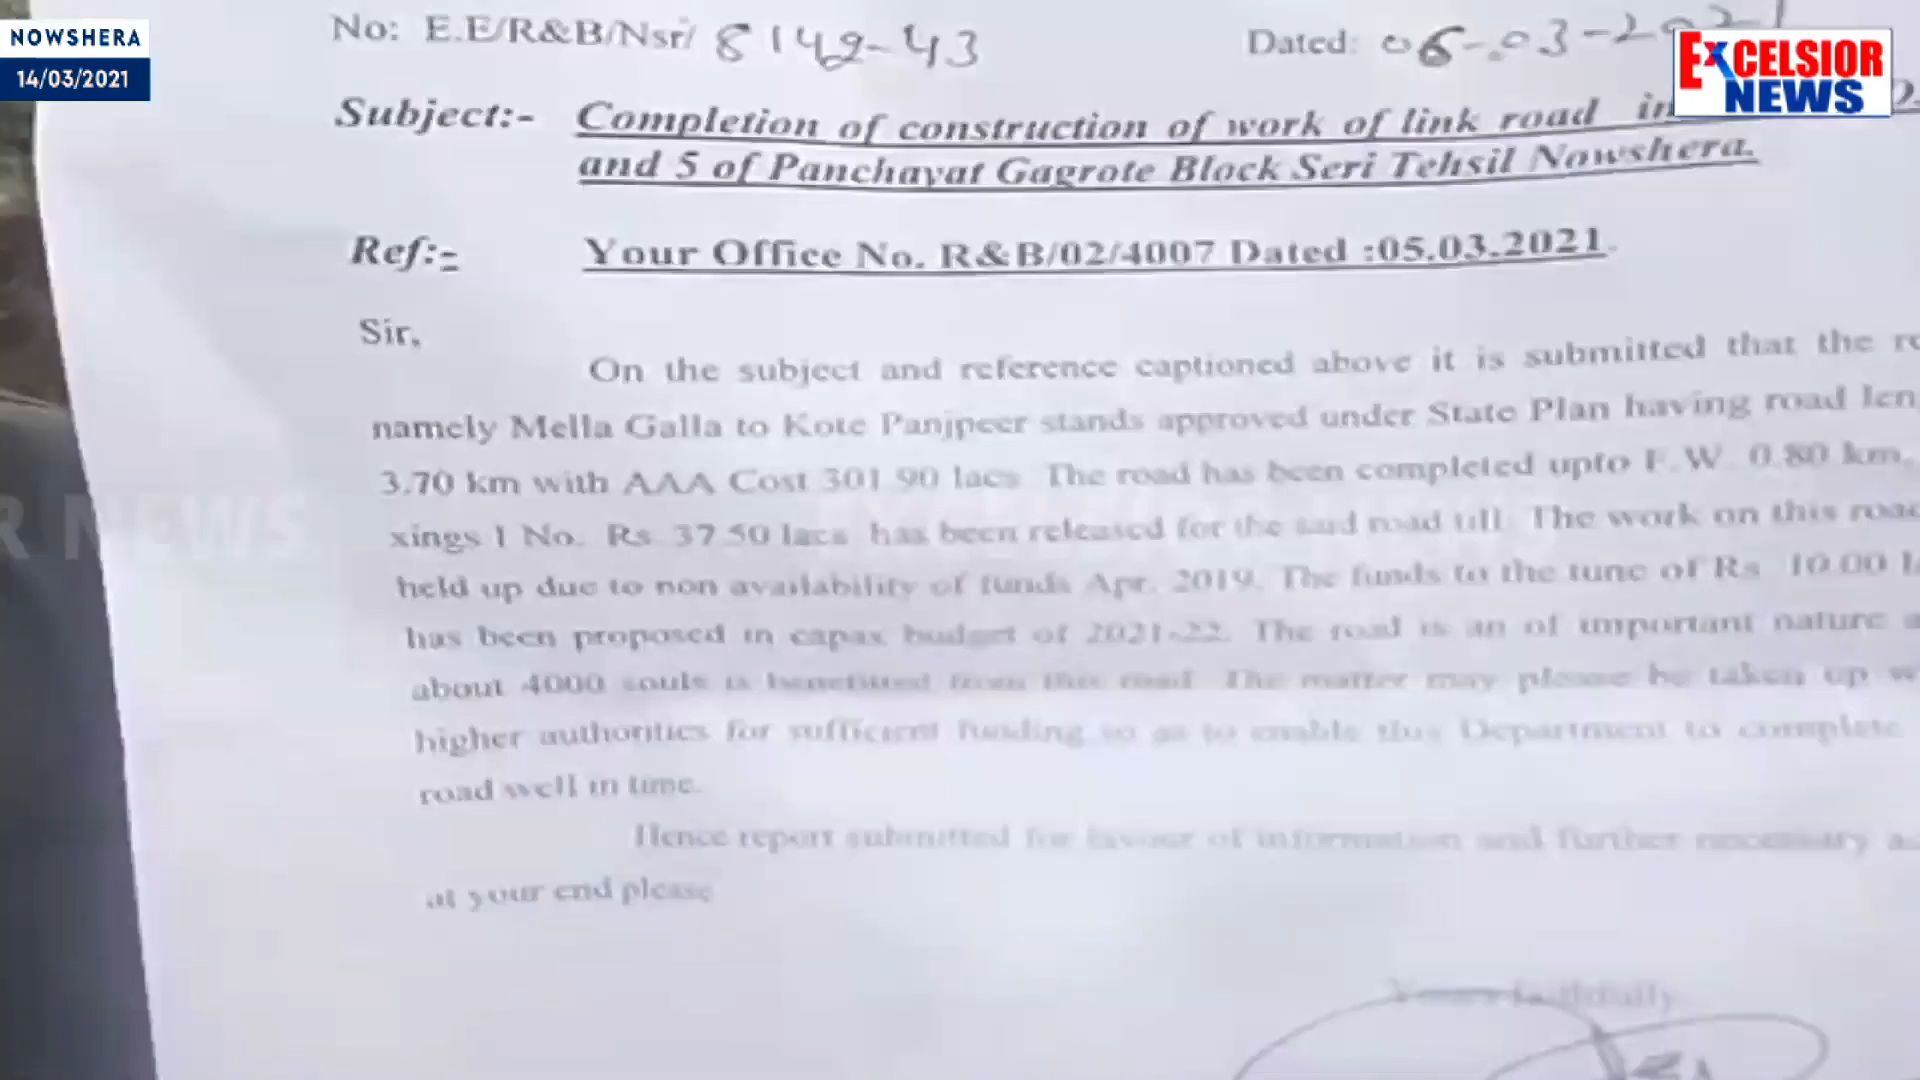 NOWSHERA
14/03/2021
EXCELSIOR
NEWS
No: E.E/R&B/Nsr/ 8142-43 Dated: 06-03-2021
Subject:- Completion of construction of work of link road in
and 5 of Panchayat Gagrote Block Seri Tehsil Nowshera.
Ref:- Your Office No. R&B/02/4007 Dated :05.03.2021.
Sir,
On the subject and reference captioned above it is submitted that the
namely Mella Galla to Kote Panjpeer stands approved under State Plan having road
3.70 km with AAA Cost 301.90 lacs. The road has been completed upto F.W. 0.80 km,
xings 1 No. Rs. 37.50 lacs has been released for the said road till. The work on this
held up due to non availability of funds Apr. 2019. The funds to the tune of Rs. 10.00
has been proposed in capax budget of 2021-22. The road is an of important nature
about 4000 souls is benefitted from this road. The matter may please be taken up
higher authorities for sufficient funding so as to enable this Department to complete
road well in time.
Hence report submitted for favour of information and further necessary
at your end please
Yours faithfully
R NEWS
EXCELSIOR NEWS